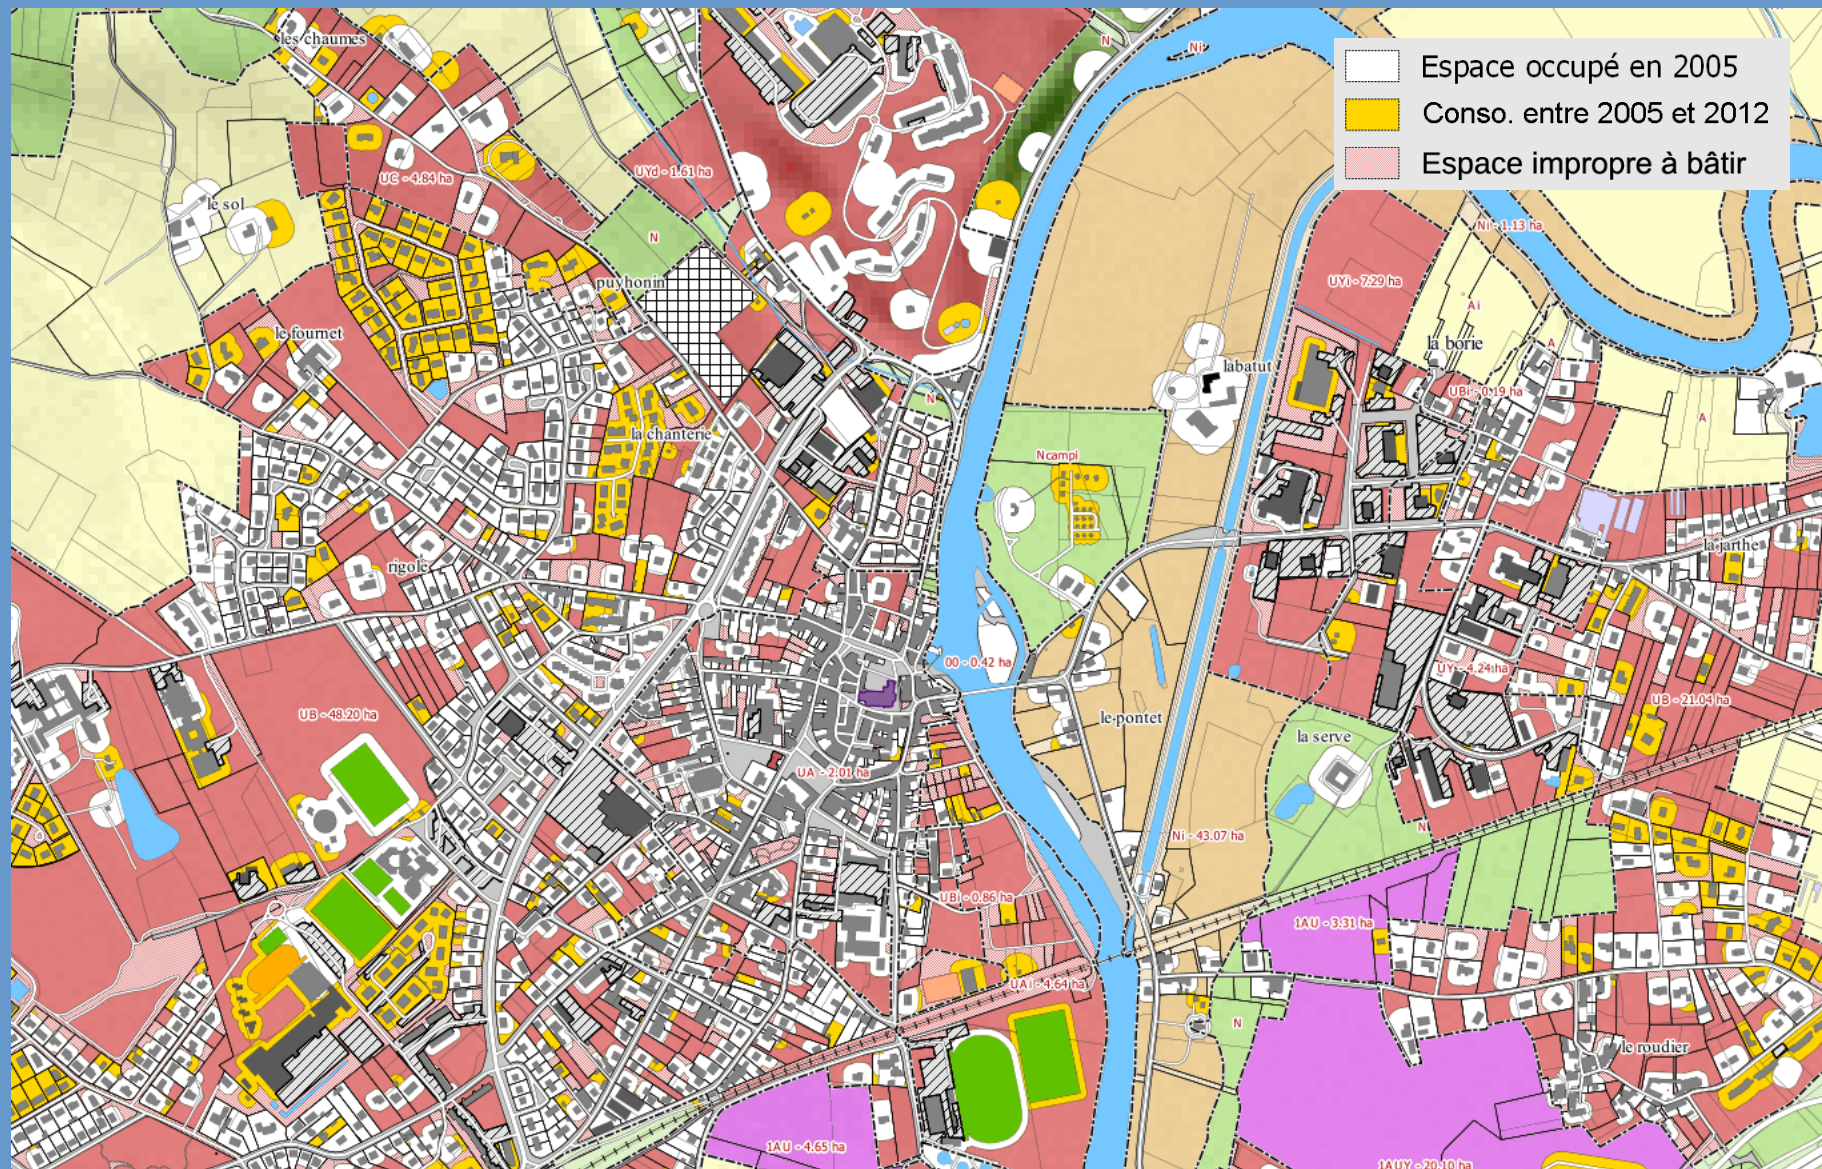 Espace occupé en 2005
Conso. entre 2005 et 2012
Espace impropre à bâtir
les chaumes
N
Ni
UC - 4.84 ha
UYd - 1.61 ha
le sol
N
Ni - 1.13 ha
puyhonin
UYi - 7.29 ha
Ai
le fournet
la borie
A
labatut
UBi - 0.19 ha
N
A
la chanterie
Ncampi
rigole
la jarthe
00 - 0.42 ha
UY - 4.24 ha
UB - 48.20 ha
UB - 21.04 ha
le pontet
la serve
UA - 2.01 ha
Ni - 43.07 ha
N
UBi - 0.86 ha
1AU - 3.31 ha
UAi - 4.64 ha
N
le roudier
1AU - 4.65 ha
1AUY - 20.10 ha